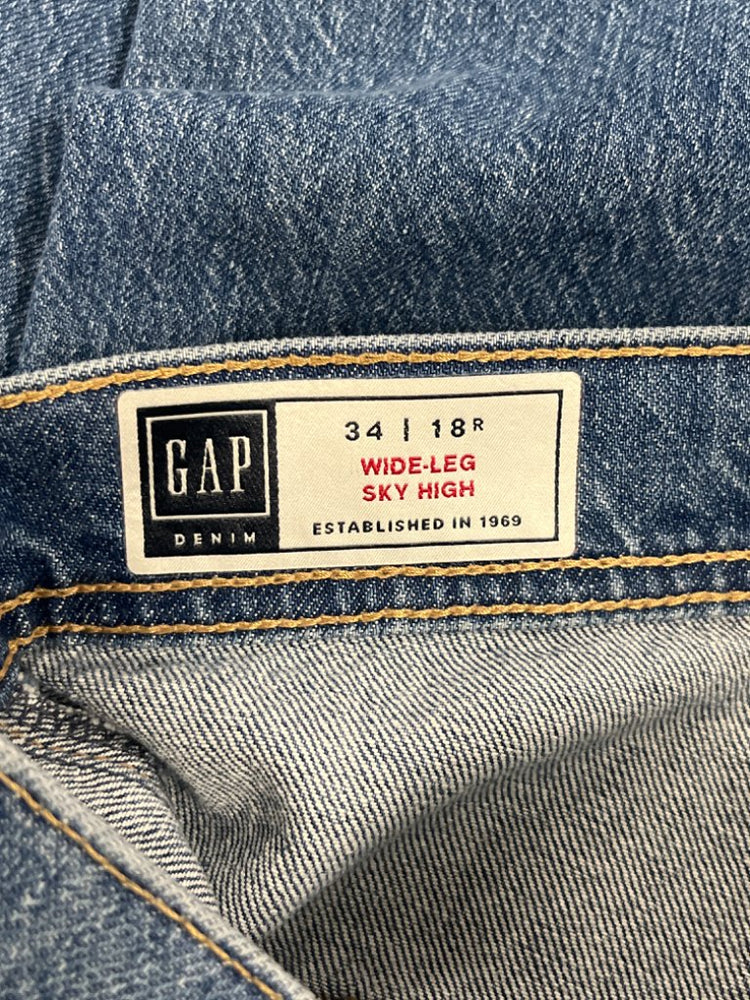 GAP
DENIM
34 | 18R
WIDE-LEG
SKY HIGH
ESTABLISHED IN 1969